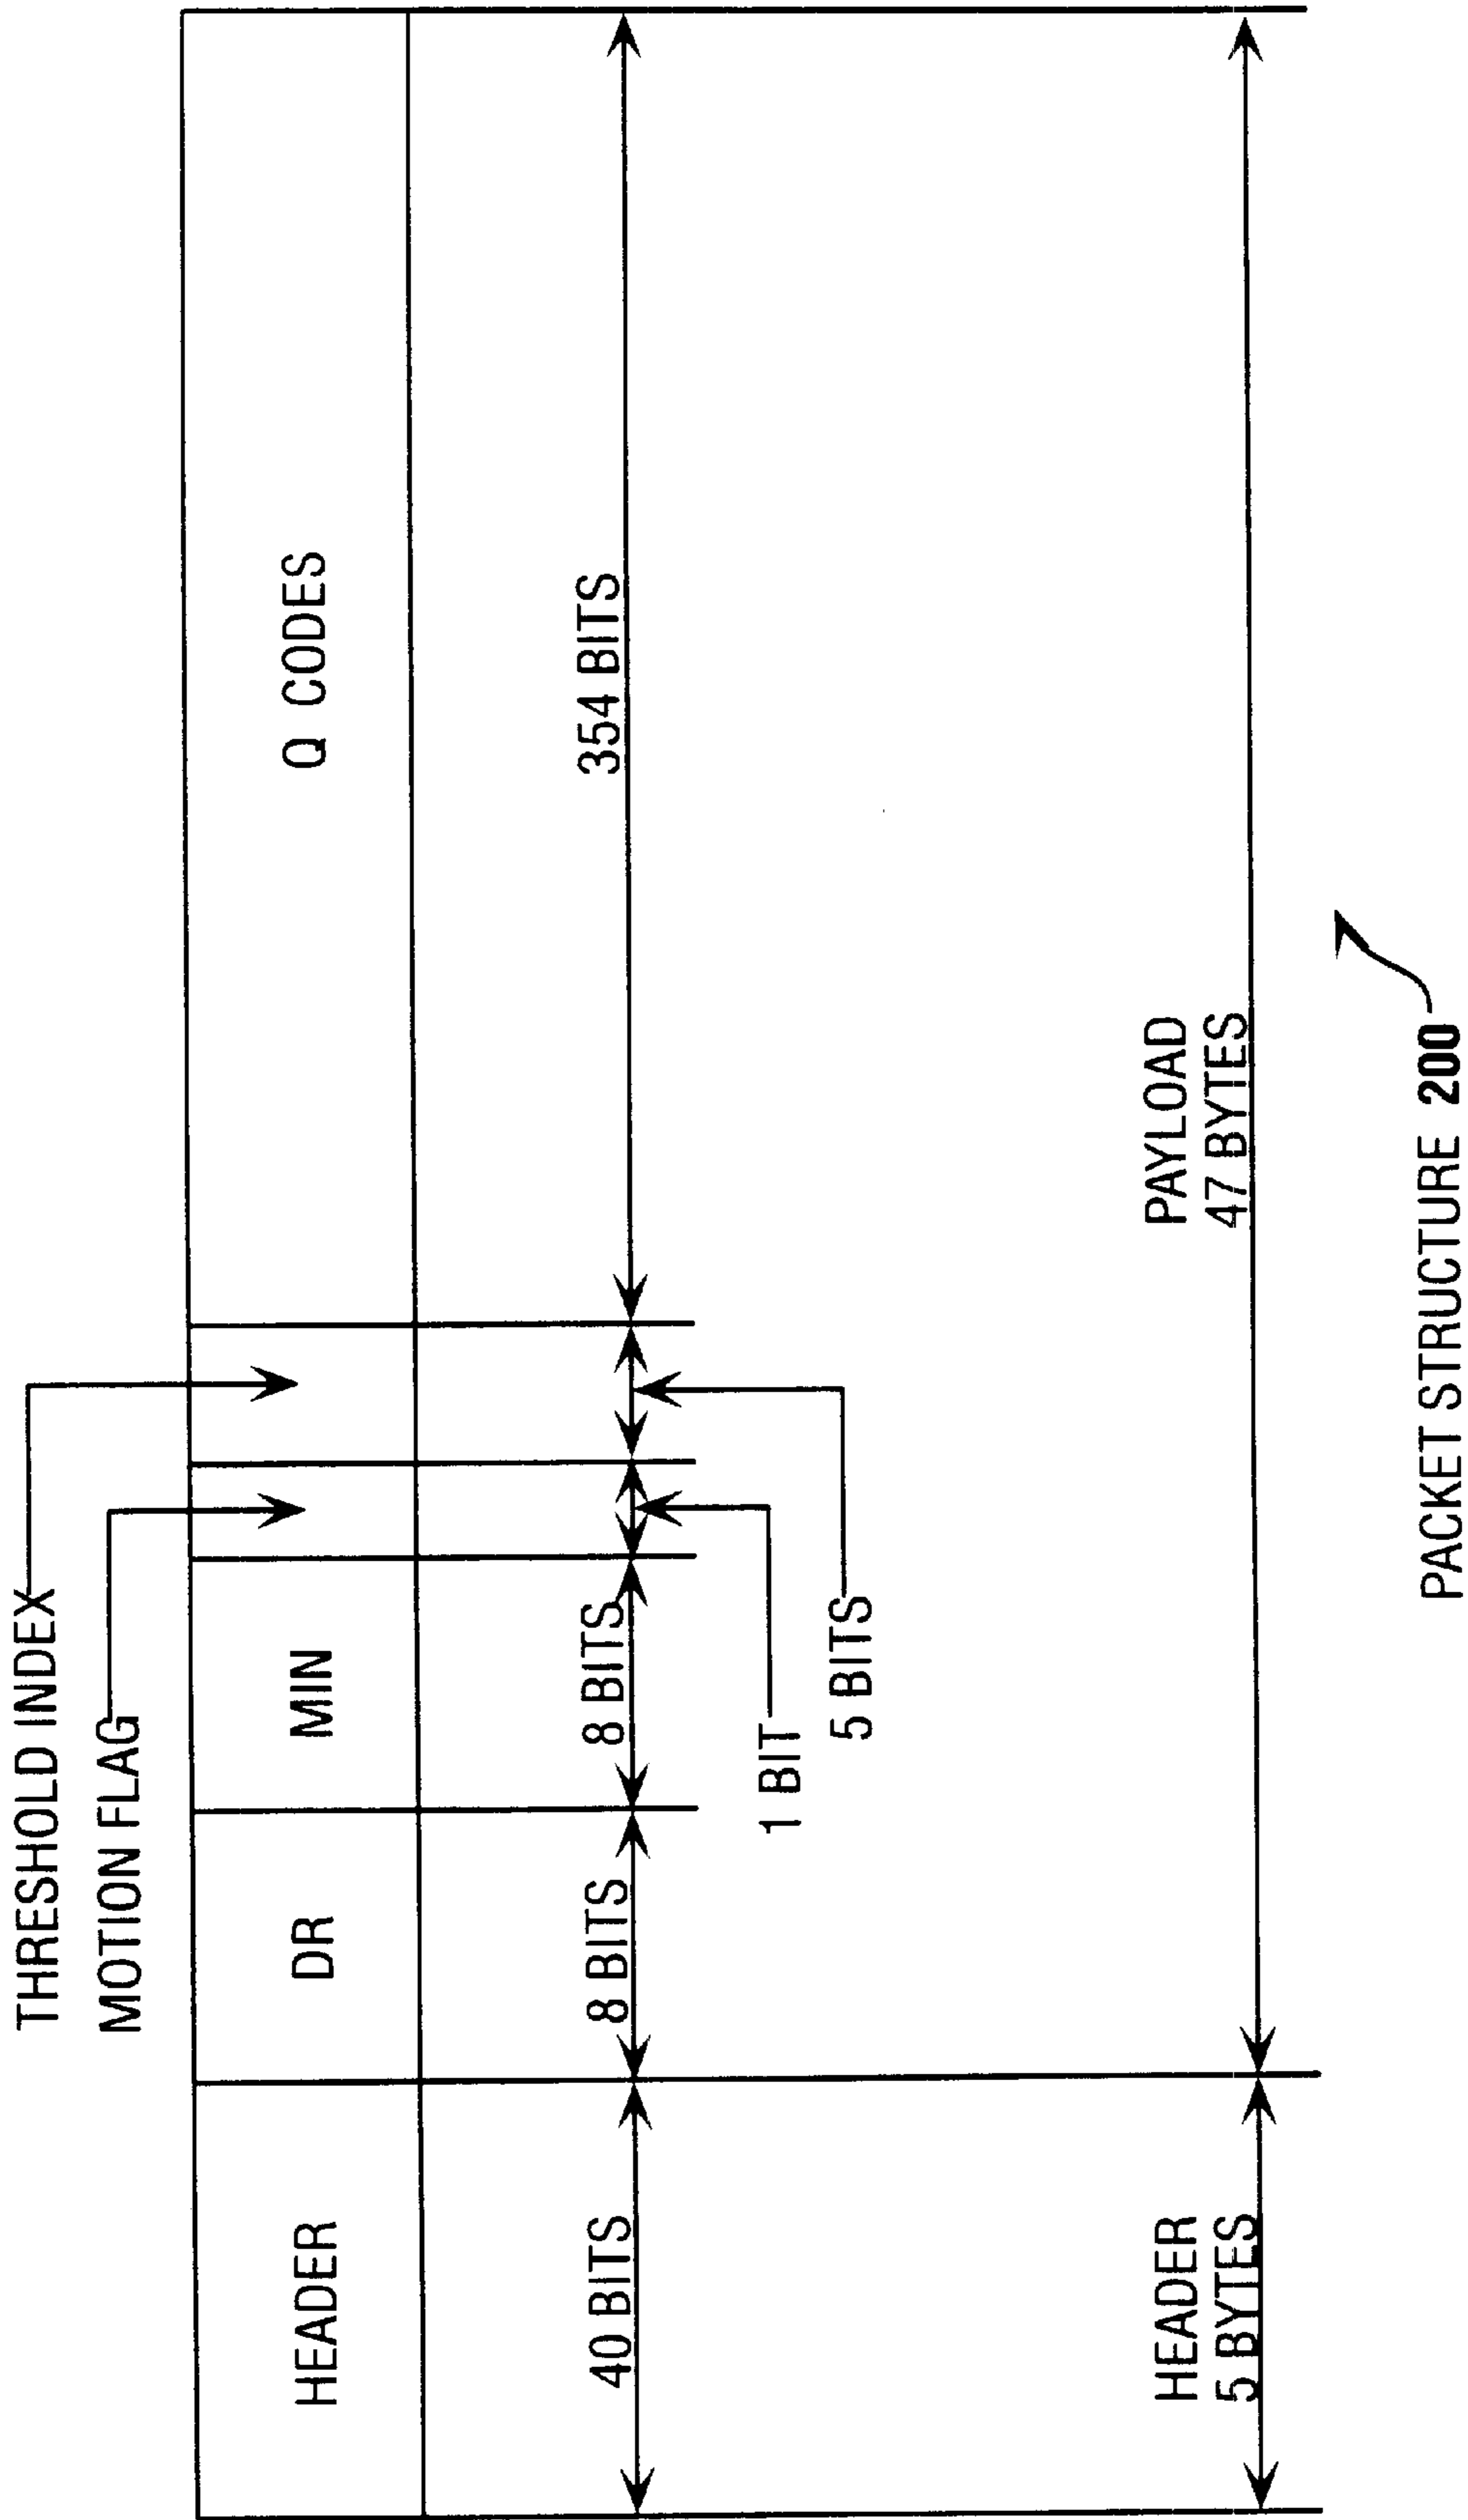 THRESHOLD INDEX
MOTION FLAG
HEADER
DR
MIN
Q CODES
40 BITS
8 BITS
8 BITS
354 BITS
1 BIT
5 BITS
HEADER
5 BYTES
PAYLOAD
47 BYTES
PACKET STRUCTURE 200